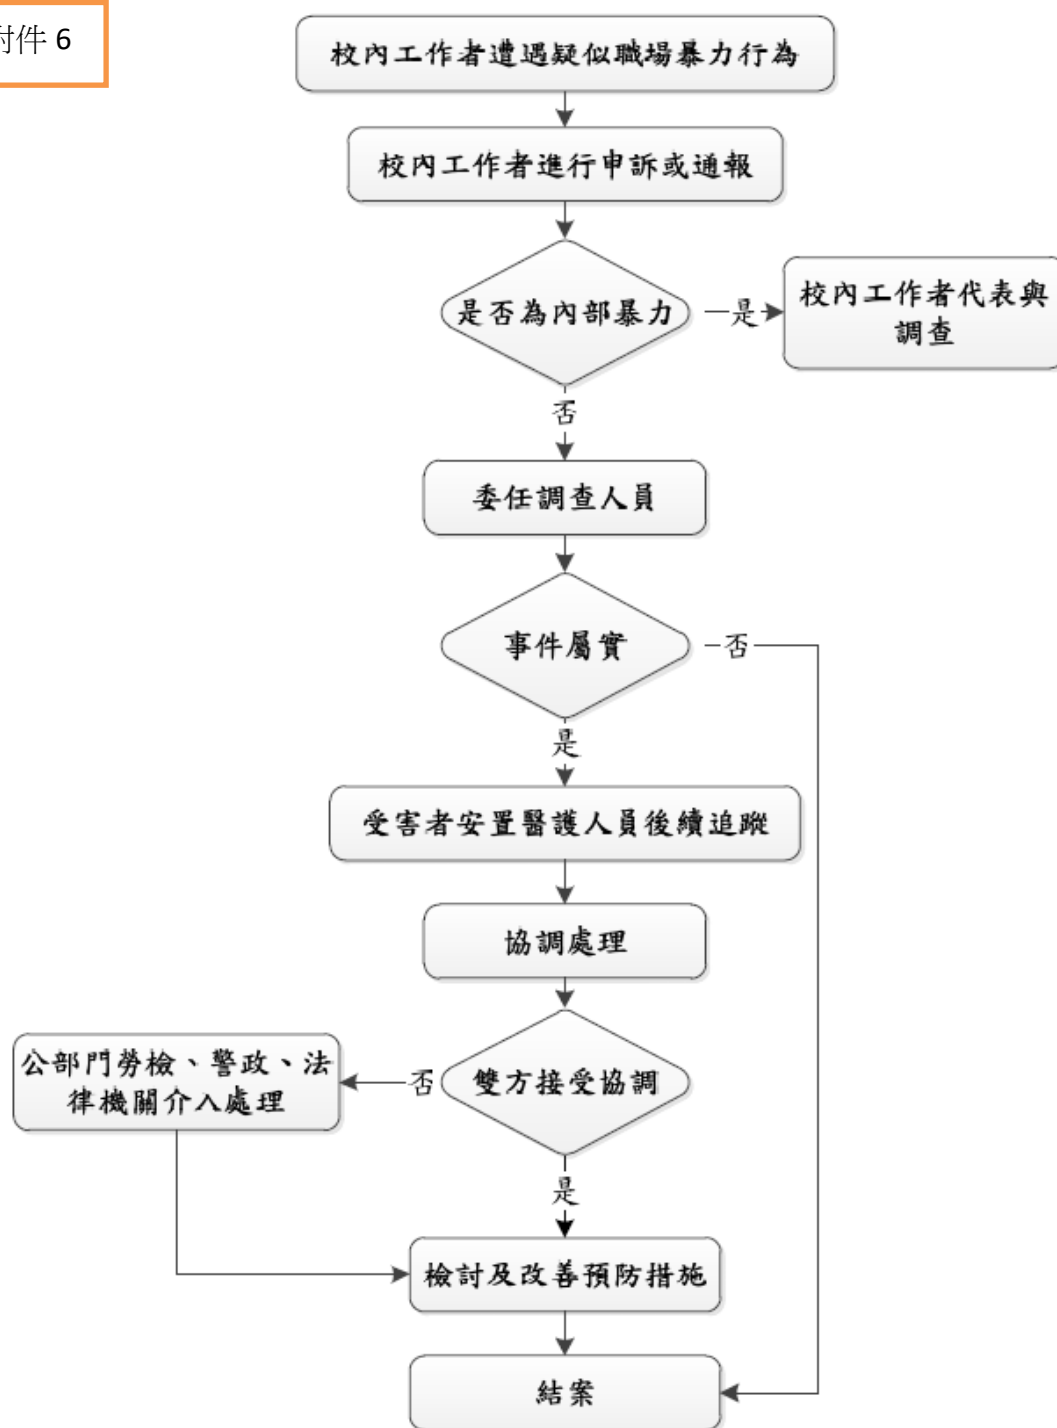 附件 6
校內工作者遭遇疑似職場暴力行為
校內工作者進行申訴或通報
是否為內部暴力
是
校內工作者代表與
調查
否
委任調查人員
事件屬實
否
是
受害者安置醫護人員後續追蹤
協調處理
公部門勞檢、警政、法
律機關介入處理
否
雙方接受協調
是
檢討及改善預防措施
結案